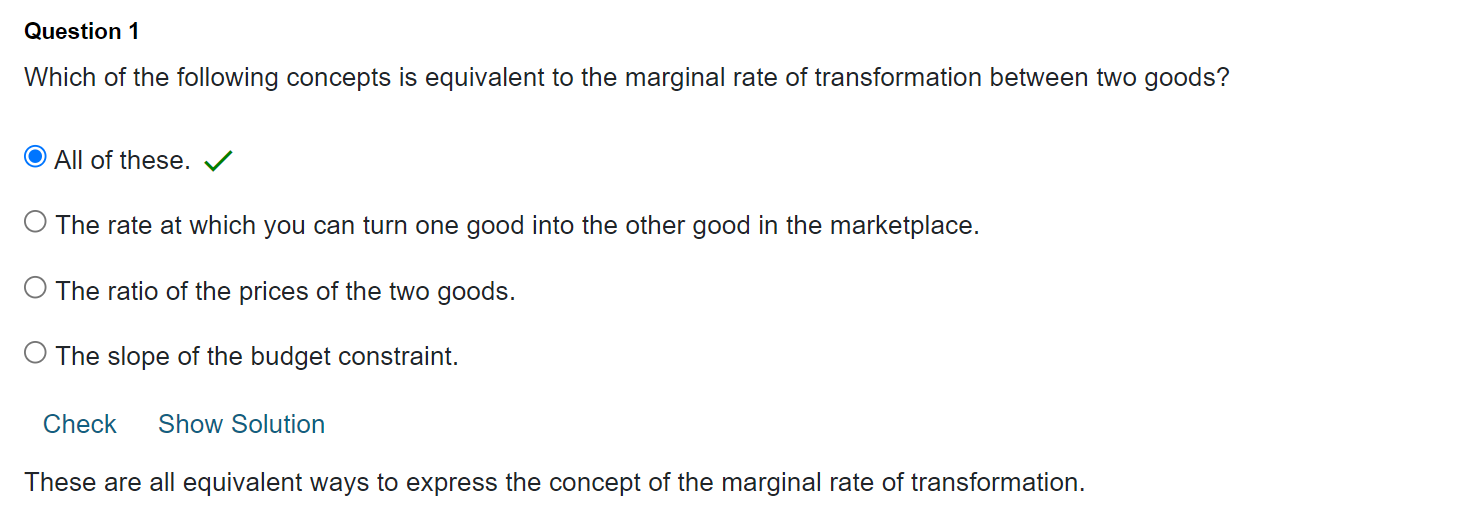 Question 1
Which of the following concepts is equivalent to the marginal rate of transformation between two goods?
All of these.
The rate at which you can turn one good into the other good in the marketplace.
The ratio of the prices of the two goods.
The slope of the budget constraint.
Check Show Solution
These are all equivalent ways to express the concept of the marginal rate of transformation.